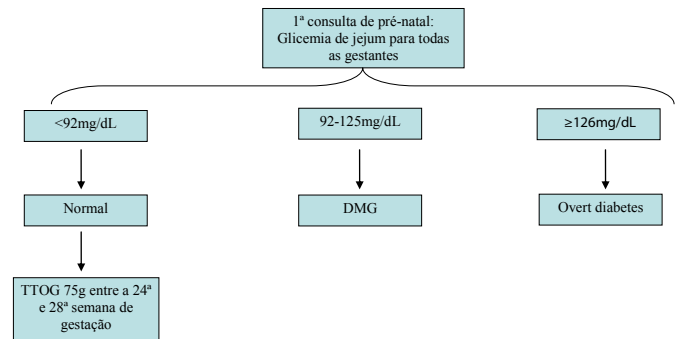 1ª consulta de pré-natal:
Glicemia de jejum para todas
as gestantes
<92mg/dL
92-125mg/dL
≥126mg/dL
Normal
DMG
Overt diabetes
TTOG 75g entre a 24ª
e 28ª semana de
gestação